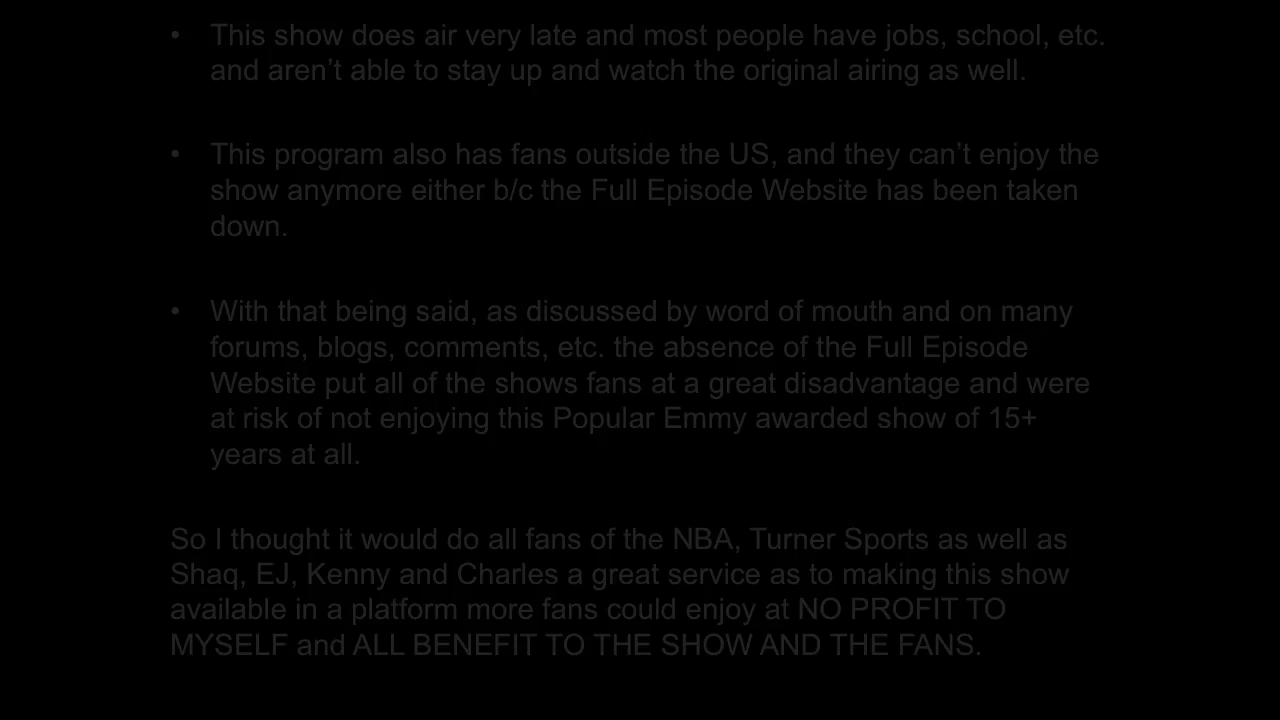 • This show does air very late and most people have jobs, school, etc.
and aren’t able to stay up and watch the original airing as well.
• This program also has fans outside the US, and they can’t enjoy the
show anymore either b/c the Full Episode Website has been taken
down.
• With that being said, as discussed by word of mouth and on many
forums, blogs, comments, etc. the absence of the Full Episode
Website put all of the shows fans at a great disadvantage and were
at risk of not enjoying this Popular Emmy awarded show of 15+
years at all.
So I thought it would do all fans of the NBA, Turner Sports as well as
Shaq, EJ, Kenny and Charles a great service as to making this show
available in a platform more fans could enjoy at NO PROFIT TO
MYSELF and ALL BENEFIT TO THE SHOW AND THE FANS.